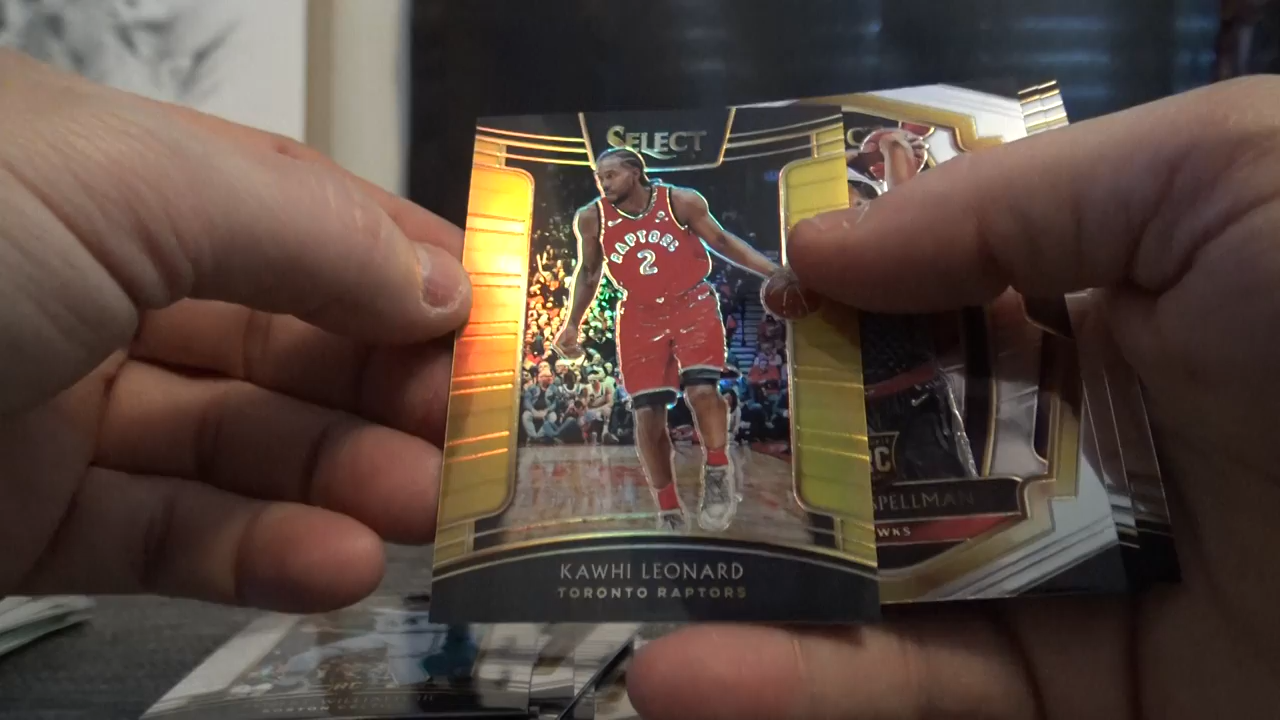 SELECT
RAPTORS
2
KAWHI LEONARD
TORONTO RAPTORS
RC
SPELLMAN
WKS